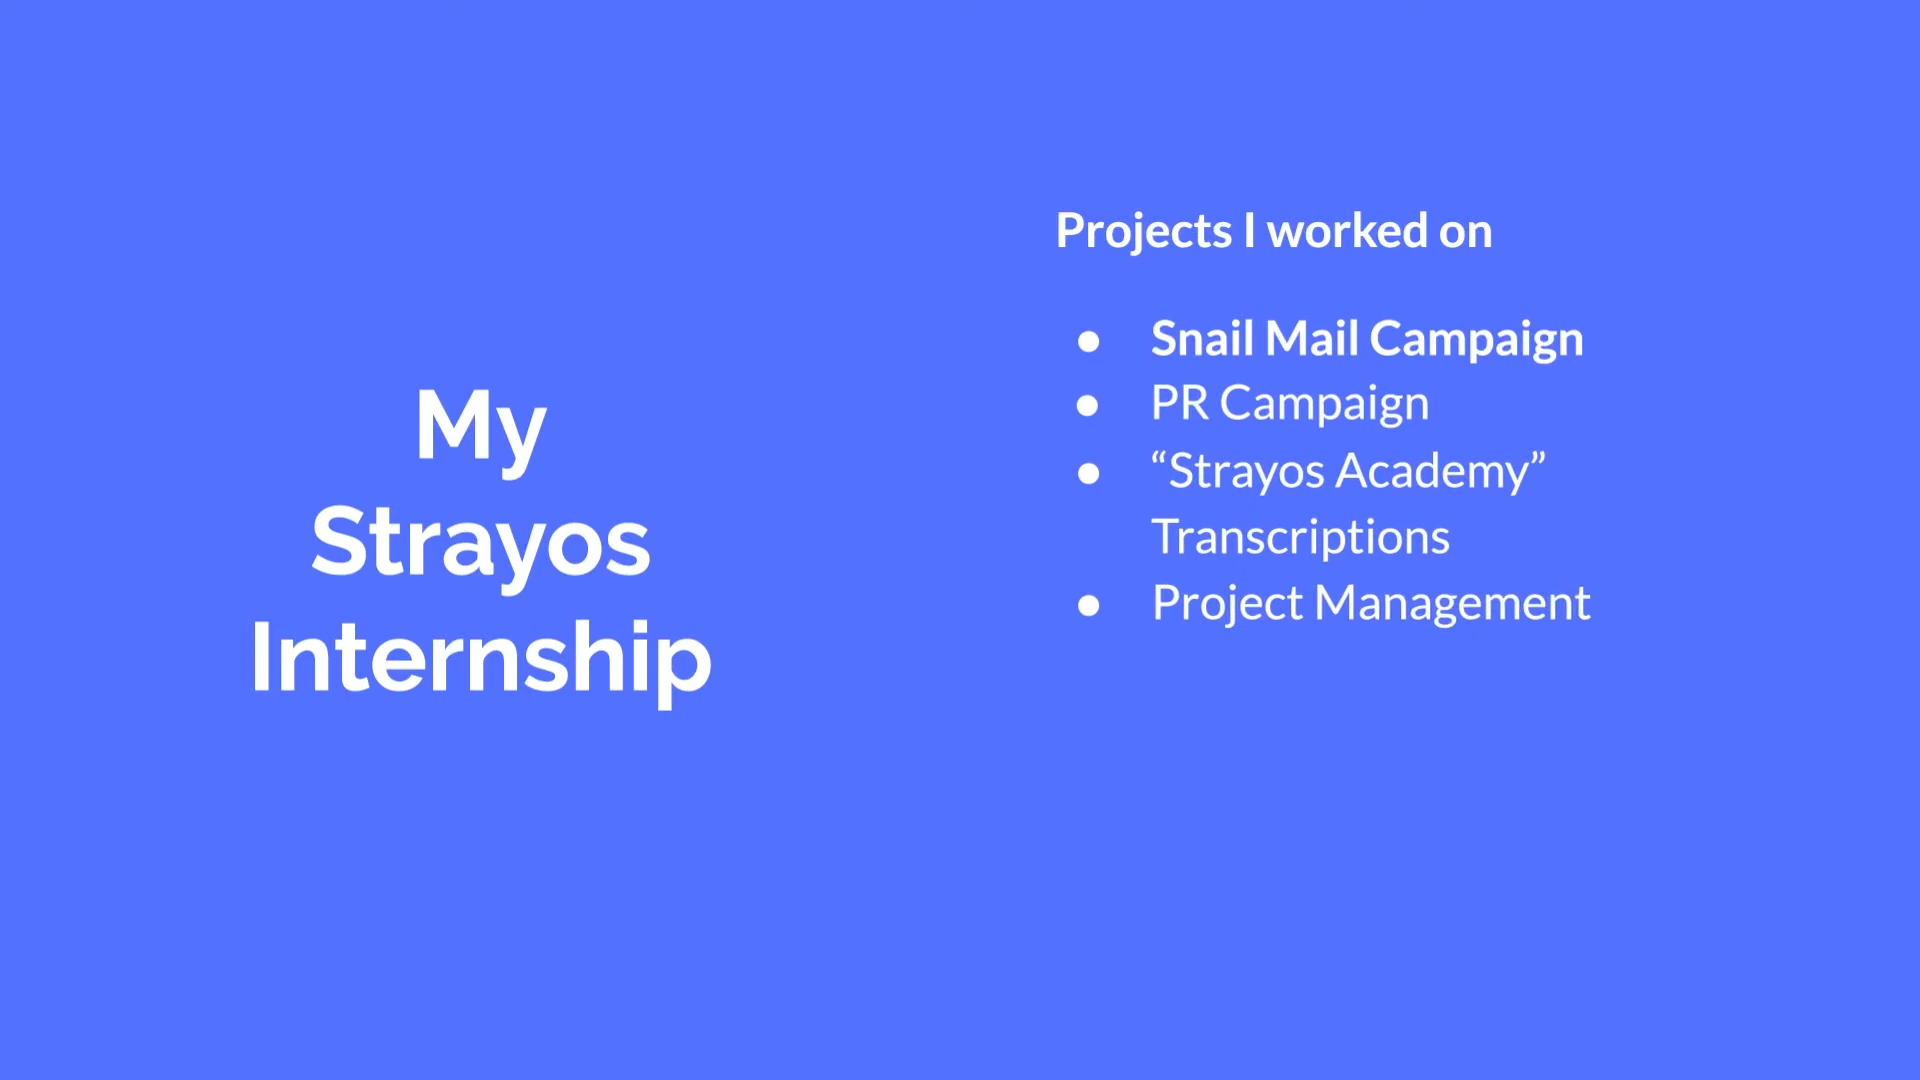 My
Strayos
Internship
Projects I worked on
● Snail Mail Campaign
● PR Campaign
● “Strayos Academy”
Transcriptions
● Project Management